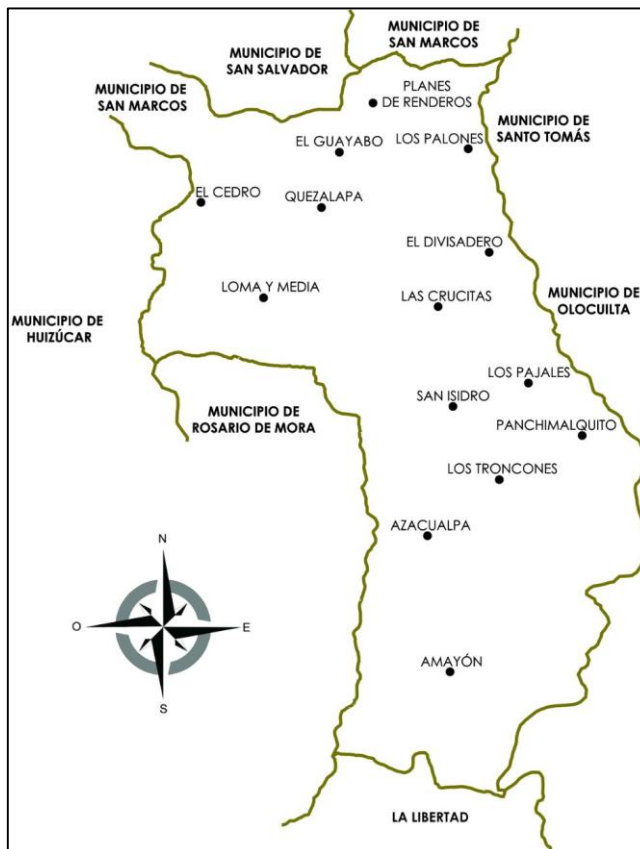 MUNICIPIO DE
SAN MARCOS
MUNICIPIO DE
SAN SALVADOR
MUNICIPIO DE
SAN MARCOS
PLANES
DE RENDEROS
MUNICIPIO DE
SANTO TOMÁS
EL GUAYABO
LOS PALONES
EL CEDRO
QUEZALAPA
EL DIVISADERO
LOMA Y MEDIA
LAS CRUCITAS
MUNICIPIO DE
OLOCUILTA
MUNICIPIO DE
HUIZÚCAR
LOS PAJALES
SAN ISIDRO
MUNICIPIO DE
ROSARIO DE MORA
PANCHIMALQUITO
LOS TRONCONES
AZACUALPA
N
O
E
S
AMAYÓN
LA LIBERTAD